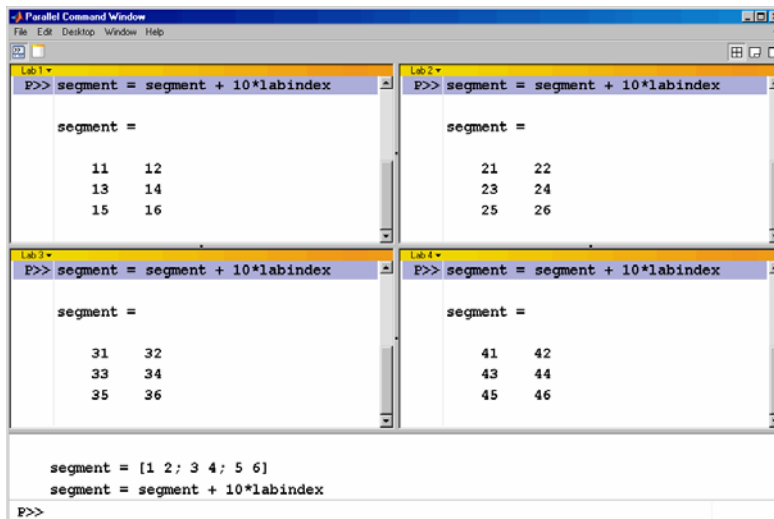 Parallel Command Window
File Edit Desktop Window Help
Lab 1
P>> segment = segment + 10*labindex
segment =
11 12
13 14
15 16
Lab 2
P>> segment = segment + 10*labindex
segment =
21 22
23 24
25 26
Lab 3
P>> segment = segment + 10*labindex
segment =
31 32
33 34
35 36
Lab 4
P>> segment = segment + 10*labindex
segment =
41 42
43 44
45 46
segment = [1 2; 3 4; 5 6]
segment = segment + 10*labindex
P>>